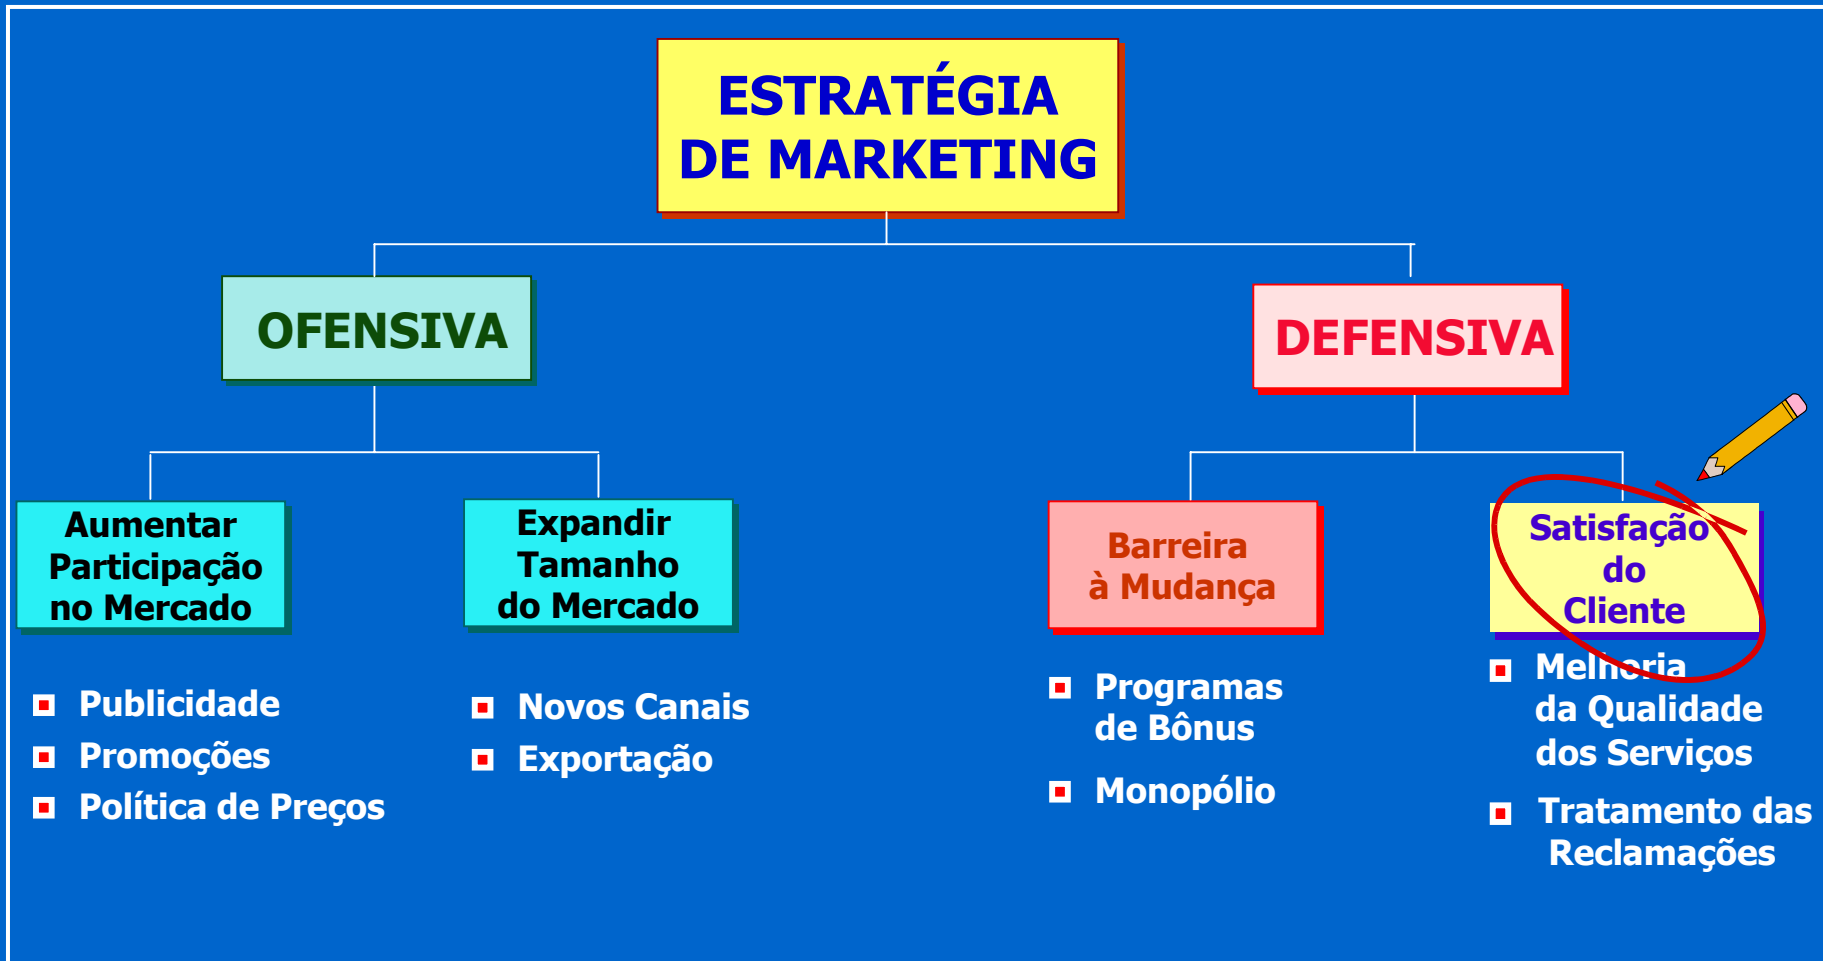 ESTRATÉGIA
DE MARKETING
OFENSIVA
DEFENSIVA
Aumentar
Participação
no Mercado
Expandir
Tamanho
do Mercado
Barreira
à Mudança
Satisfação
do
Cliente
Publicidade
Promoções
Política de Preços
Novos Canais
Exportação
Programas
de Bônus
Monopólio
Melhoria
da Qualidade
dos Serviços
Tratamento das
Reclamações